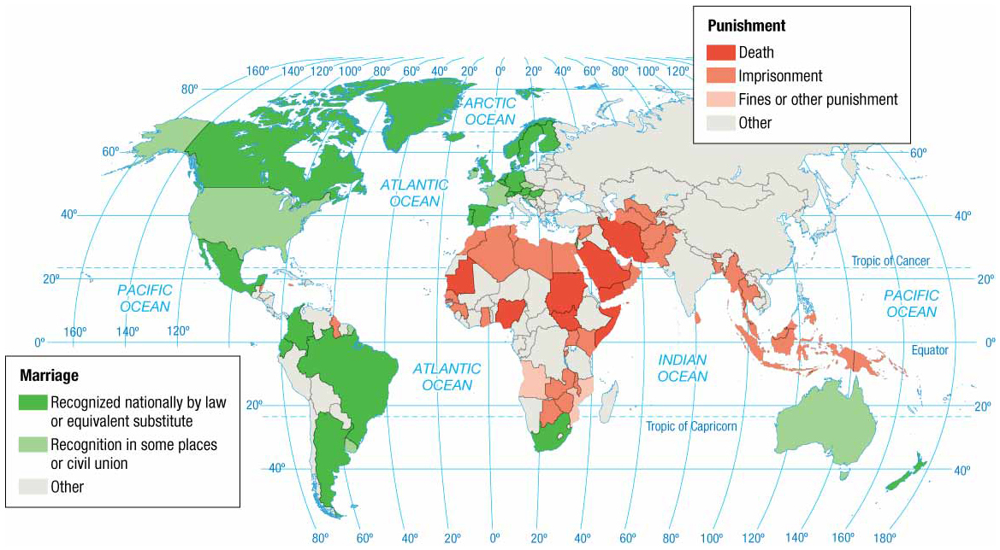 Punishment
Death
Imprisonment
Fines or other punishment
Other
160º 140º 120º 100º 80º 60º 40º 20º 0º 20º 40º 60º 80º 100º 120º
80º
ARCTIC
OCEAN
60º 60º
ATLANTIC
OCEAN
40º 40º
Tropic of Cancer
20º 20º
PACIFIC
OCEAN
PACIFIC
OCEAN
160º 140º 120º
0º 0º
Equator
Marriage
Recognized nationally by law
or equivalent substitute
Recognition in some places
or civil union
Other
ATLANTIC
OCEAN
INDIAN
OCEAN
20º 20º
Tropic of Capricorn
40º 40º
80º 60º 40º 20º 0º 20º 40º 60º 80º 100º 120º 140º 160º 180º